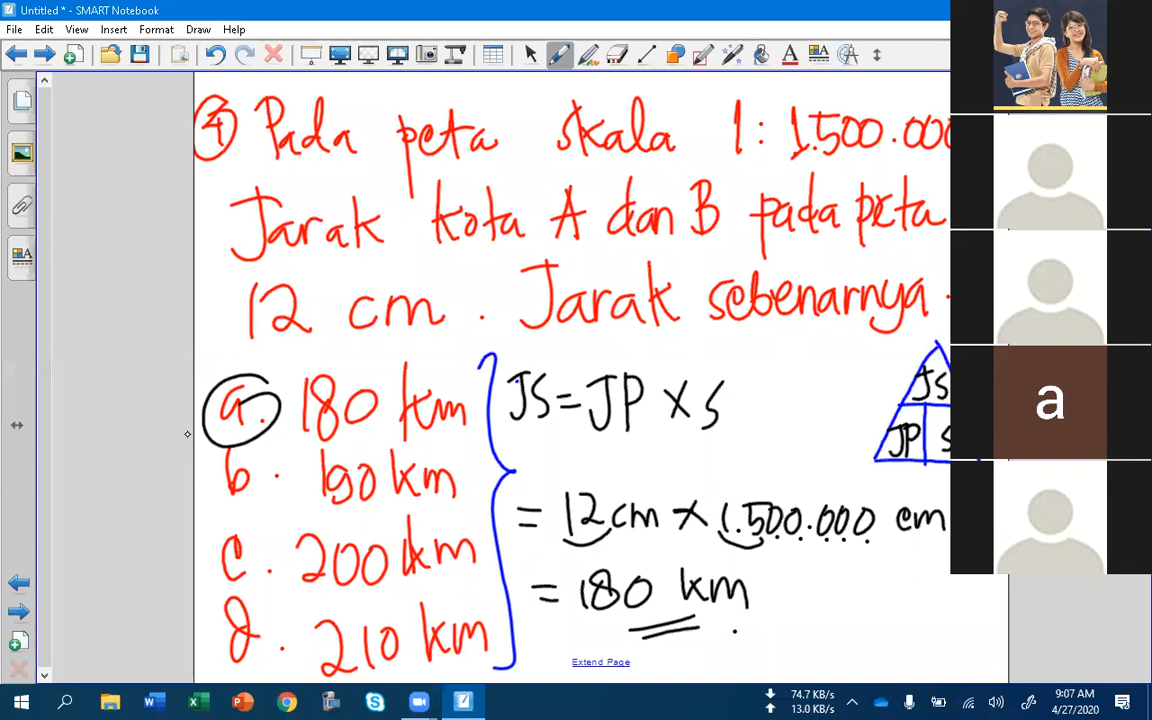 Untitled * - SMART Notebook
File Edit View Insert Format Draw Help
4 Pada peta skala 1 : 1.500.000
Jarak kota A dan B pada peta
12 cm . Jarak sebenarnya .
a. 180 km
b. 190 km
c. 200 km
d. 210 km
JS = JP X S
= 12 cm X 1.500.000 cm
= 180 km
JS
JP S
a
Extend Page
74.7 KB/s
13.0 KB/s
9:07 AM
4/27/2020